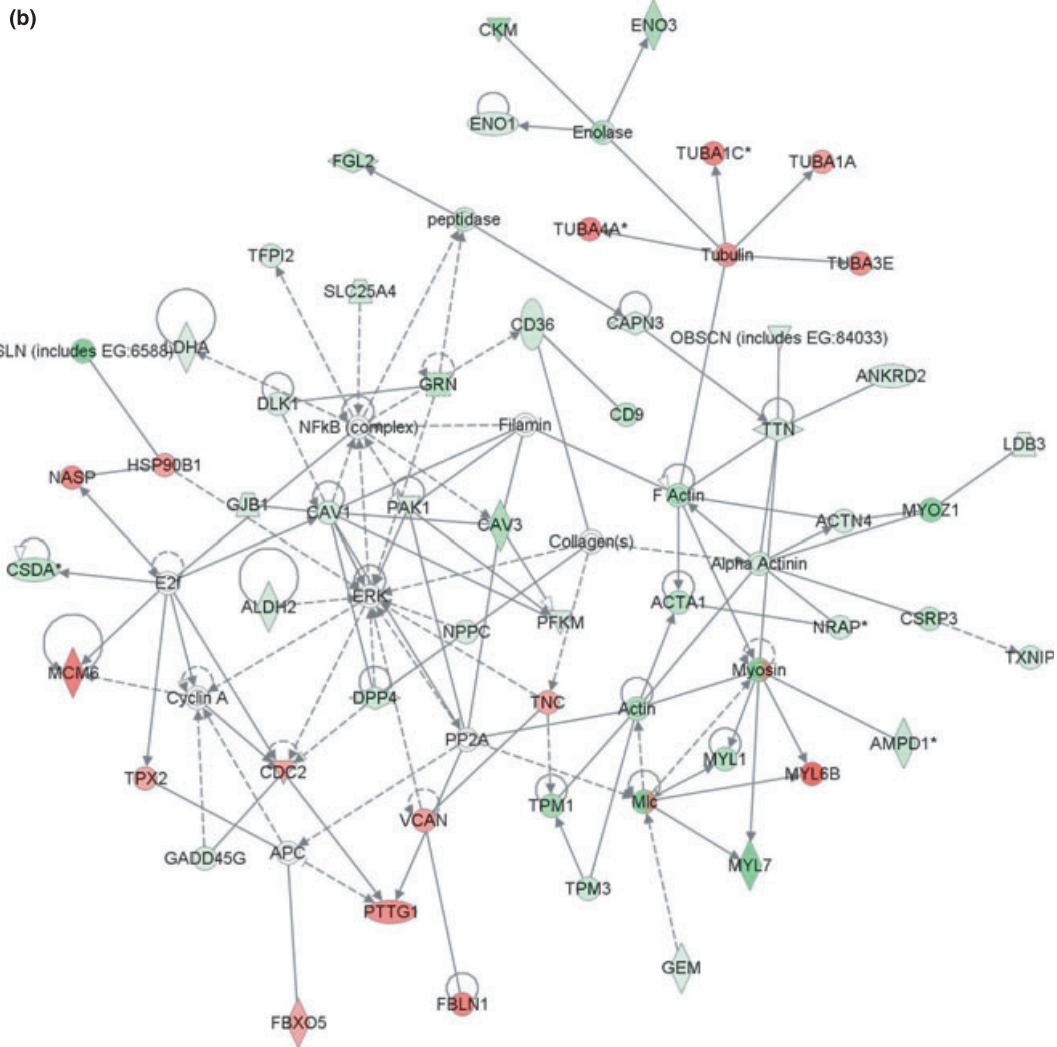 (b)
CKM
ENO3
ENO1
Enolase
TUBA1C*
TUBA1A
FGL2
peptidase
TUBA4A*
Tubulin
TUBA3E
TFPI2
SLC25A4
CD36
CAPN3
OBSCN (includes EG:84033)
SLN (includes EG:6588)
LDHA
ANKRD2
GRN
DLK1
CD9
NFkB (complex)
Filamin
TTN
LDB3
NASP
HSP90B1
F Actin
GJB1
CAV1
PAK1
CAV3
ACTN4
MYOZ1
Collagen(s)
Alpha Actinin
CSDA*
E2f
ALDH2
ERK
ACTA1
PFKM
NRAP*
CSRP3
NPPC
TXNIP
MCM6
Cyclin A
DPP4
TNC
Myosin
Actin
PP2A
AMPD1*
MYL1
TPX2
CDC2
MYL6B
TPM1
Mlc
VCAN
GADD45G
APC
MYL7
TPM3
PTTG1
GEM
FBLN1
FBXO5